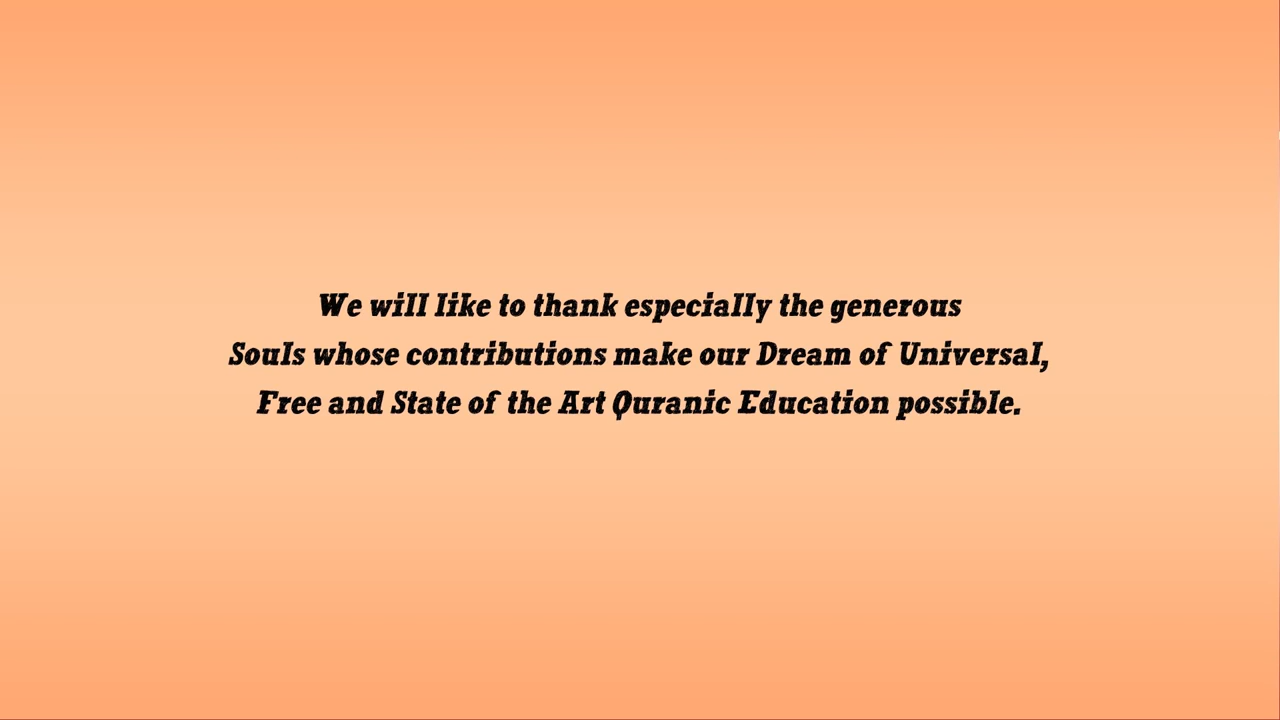 We will like to thank especially the generous
Souls whose contributions make our Dream of Universal,
Free and State of the Art Quranic Education possible.